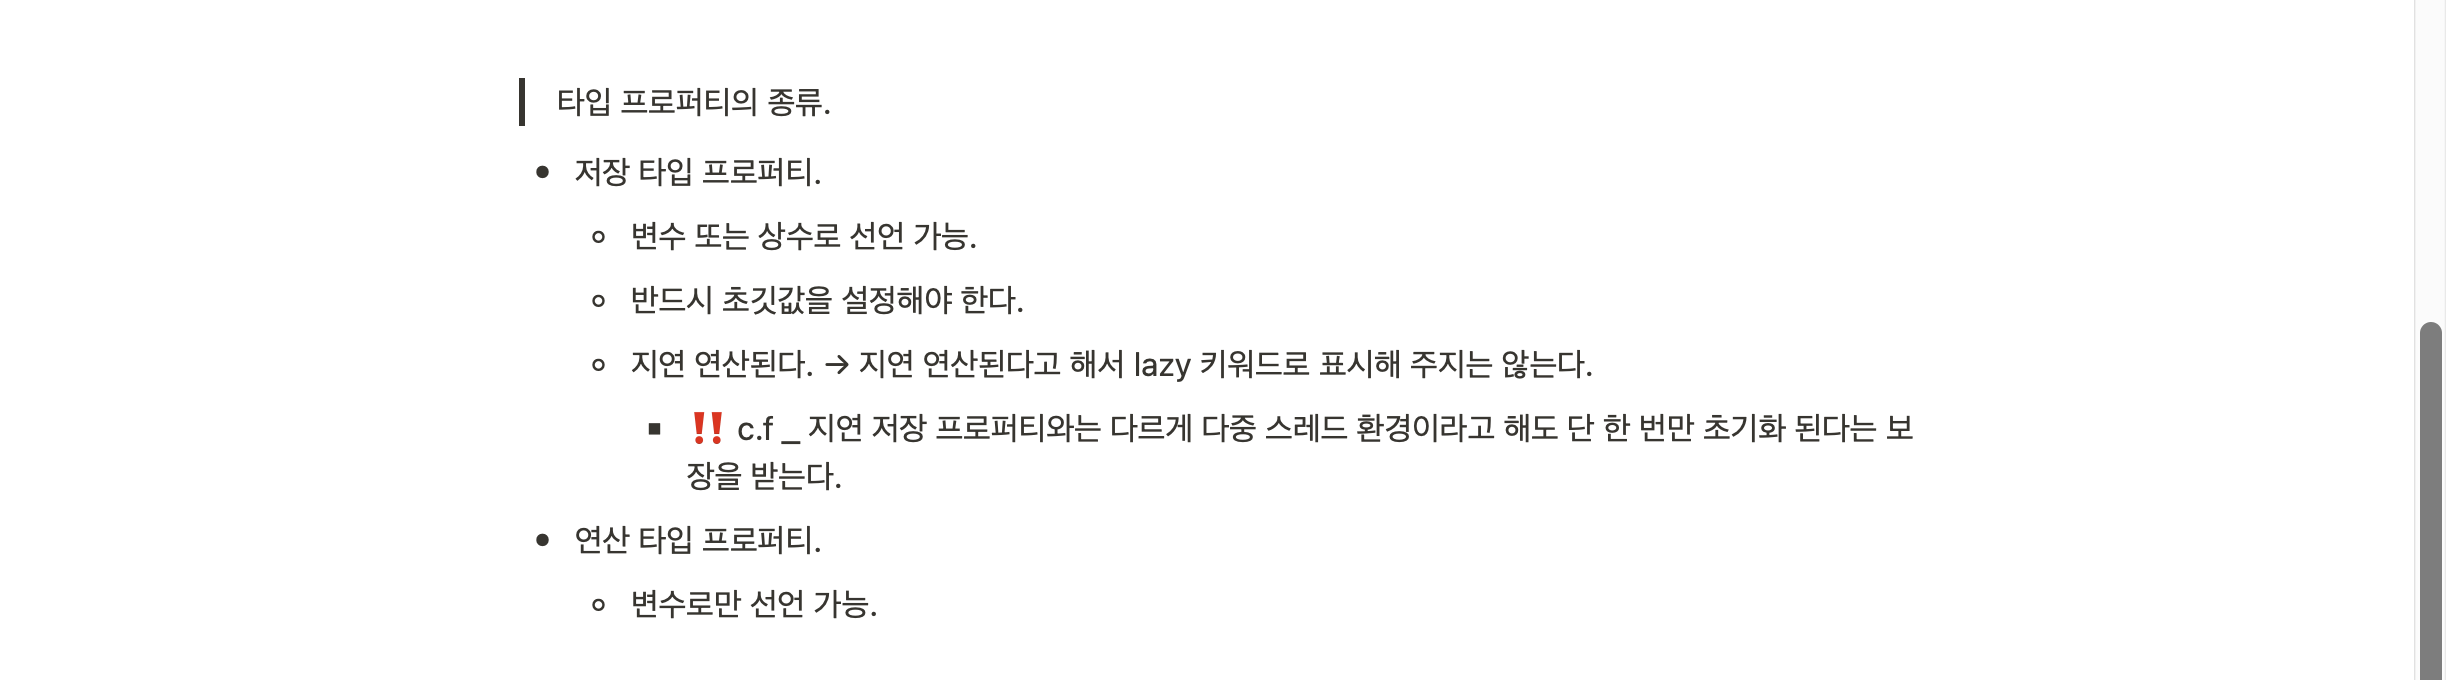 타입 프로퍼티의 종류.
저장 타입 프로퍼티.
변수 또는 상수로 선언 가능.
반드시 초깃값을 설정해야 한다.
지연 연산된다. → 지연 연산된다고 해서 lazy 키워드로 표시해 주지는 않는다.
‼️ c.f _ 지연 저장 프로퍼티와는 다르게 다중 스레드 환경이라고 해도 단 한 번만 초기화 된다는 보
장을 받는다.
연산 타입 프로퍼티.
변수로만 선언 가능.